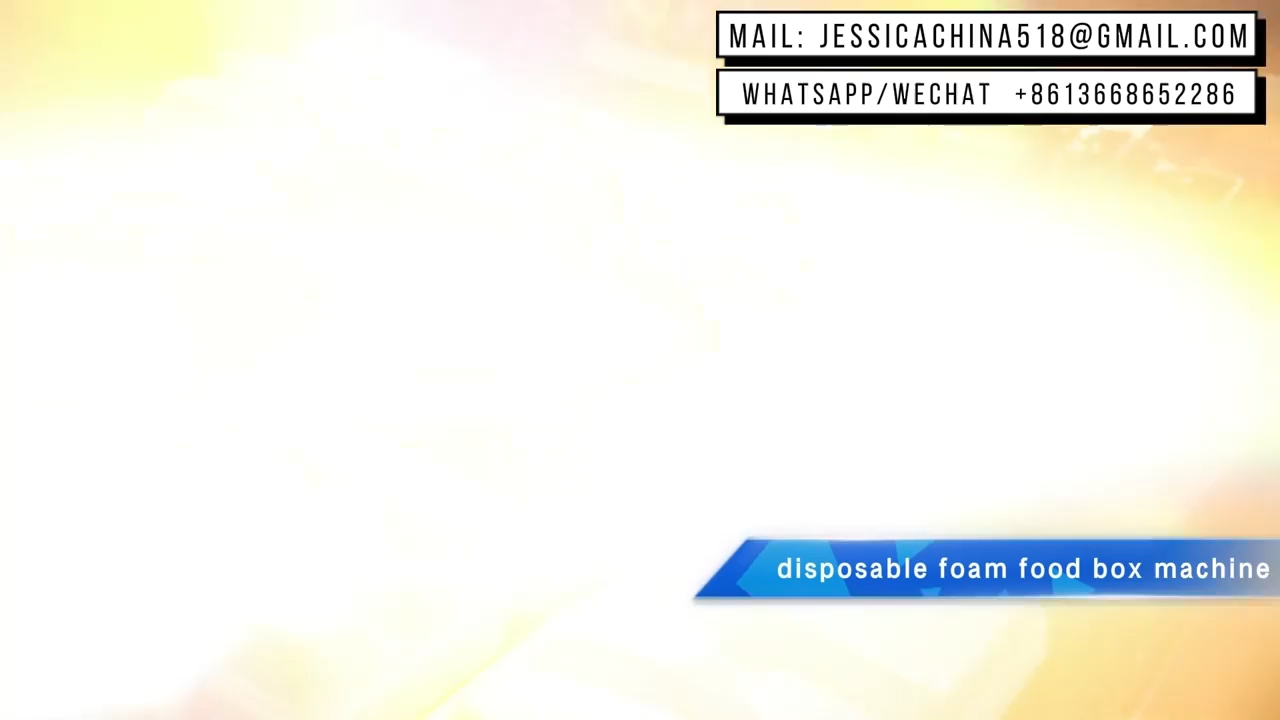 MAIL: JESSICACHINA518@GMAIL.COM
WHATSAPP/WECHAT +8613668652286
disposable foam food box machine